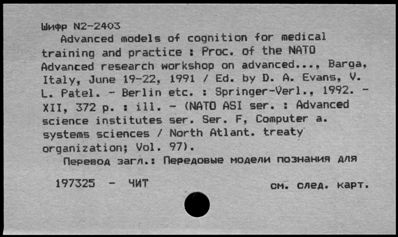 Шифр N2-2403
Advanced models of cognition for medical
training and practice : Proc. of the NATO
Advanced research workshop on advanced..., Barga,
Italy, June 19-22, 1991 / Ed. by D. A. Evans, V.
L. Patel. - Berlin etc. : Springer-Verl., 1992. -
XII, 372 p. : ill. - (NATO ASI ser. : Advanced
science institutes ser. Ser. F, Computer a.
systems sciences / North Atlant. treaty
organization; Vol. 97).
Перевод загл.: Передовые модели познания для
197325 - ЧИТ см. след. карт.